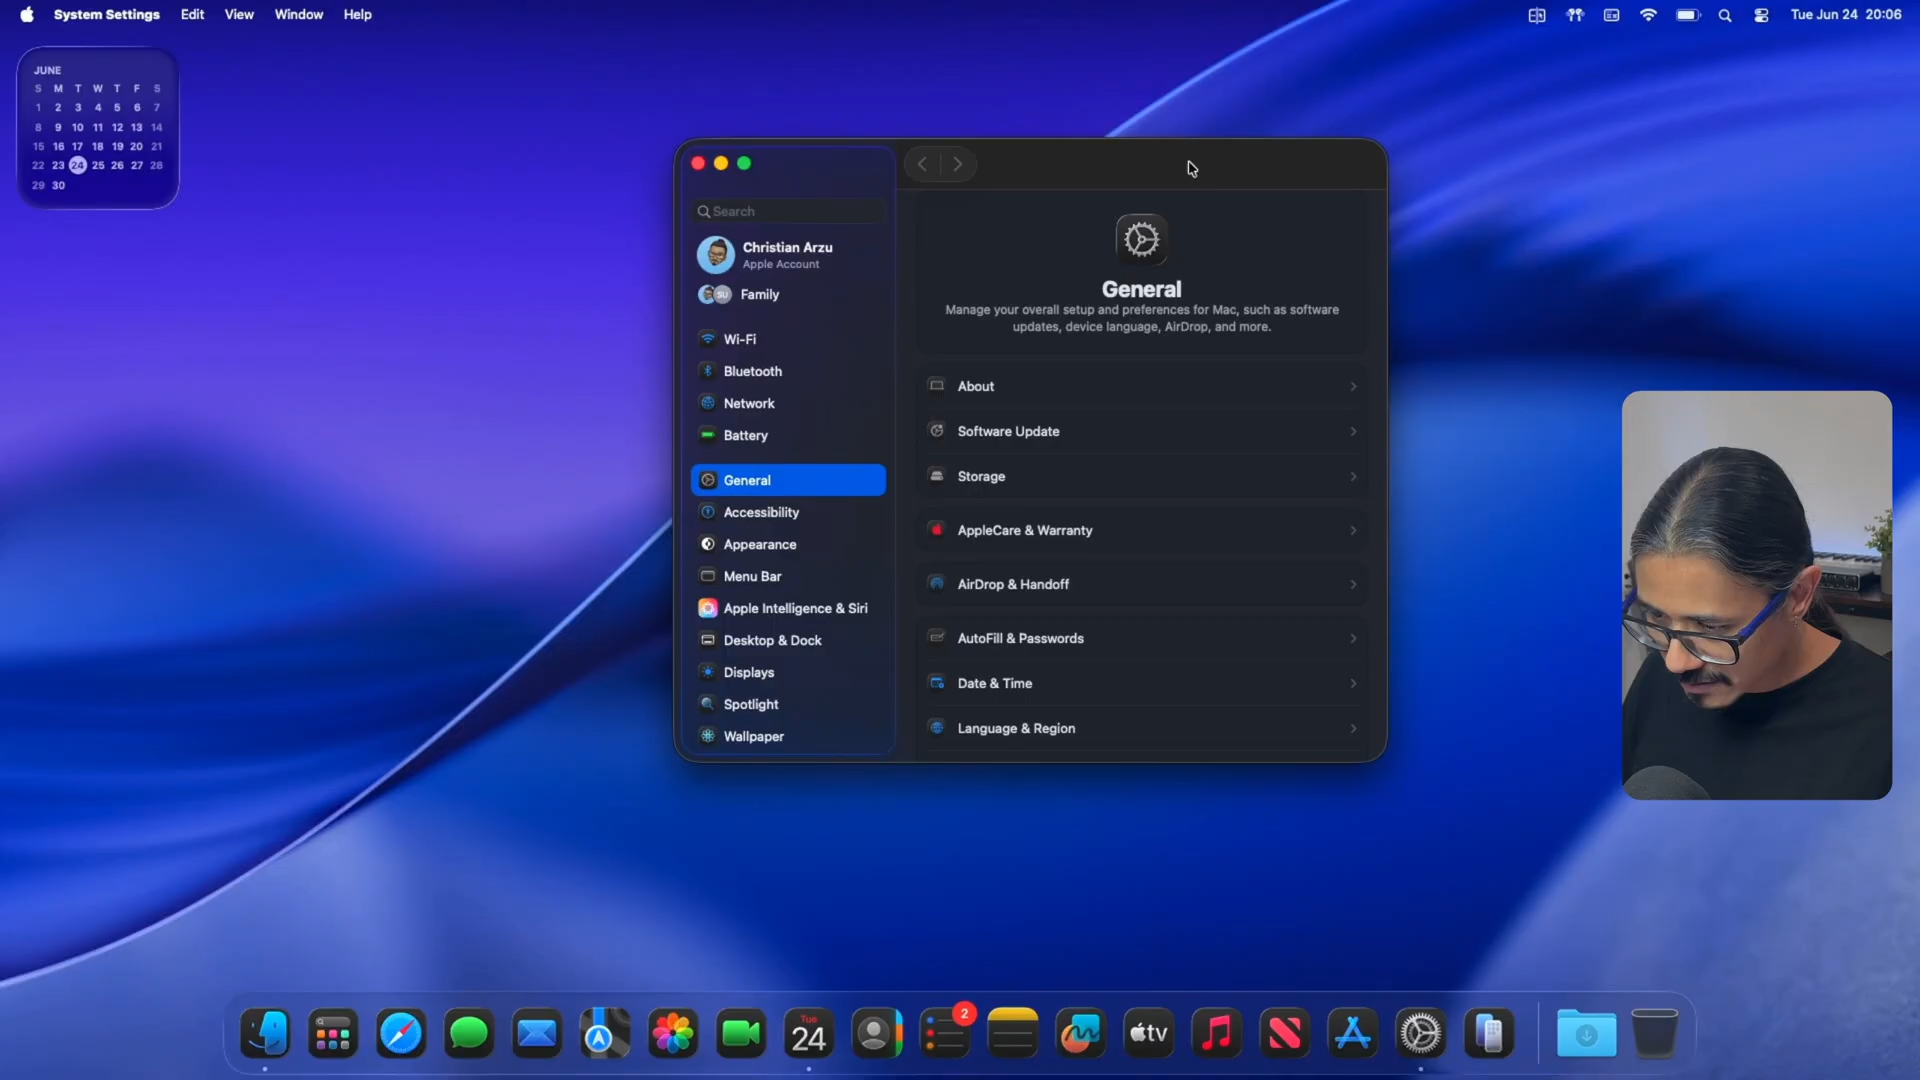 System Settings Edit View Window Help
Tue Jun 24 20:06
JUNE
S M T W T F S
1 2 3 4 5 6 7
8 9 10 11 12 13 14
15 16 17 18 19 20 21
22 23 24 25 26 27 28
29 30
Search
Christian Arzu
Apple Account
SU
Family
Wi-Fi
Bluetooth
Network
Battery
General
Accessibility
Appearance
Menu Bar
Apple Intelligence & Siri
Desktop & Dock
Displays
Spotlight
Wallpaper
General
Manage your overall setup and preferences for Mac, such as software
updates, device language, AirDrop, and more.
About
Software Update
Storage
AppleCare & Warranty
AirDrop & Handoff
AutoFill & Passwords
Date & Time
Language & Region
Tue
24
2
tv